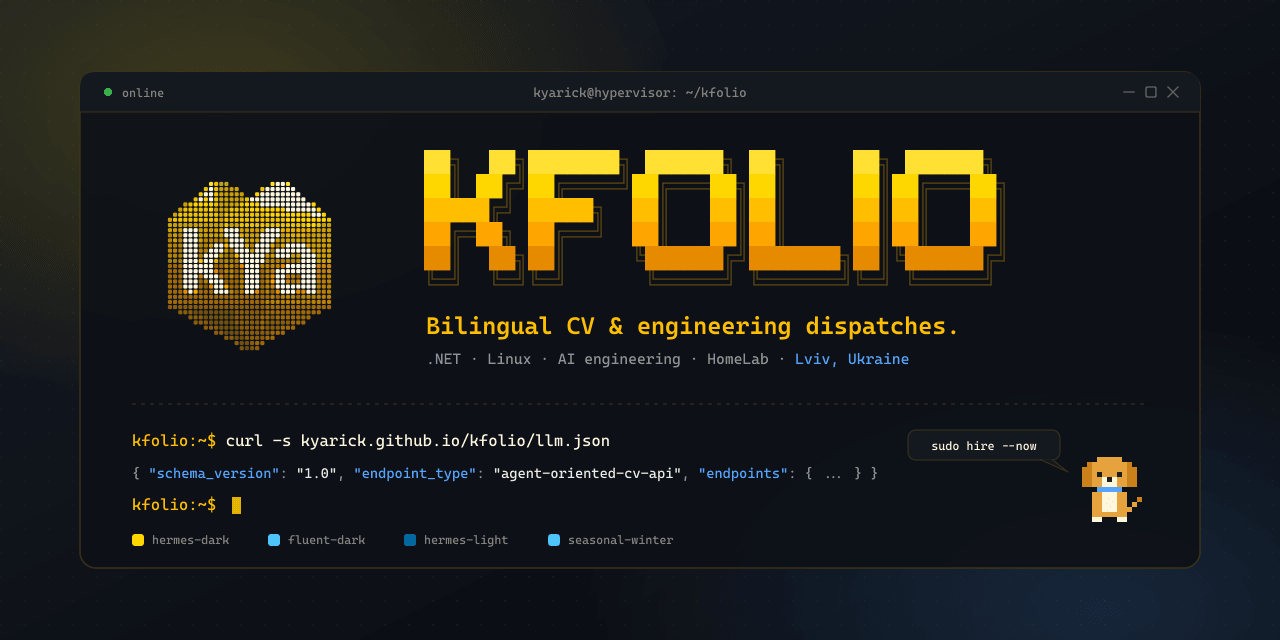 online
kyarick@hypervisor: ~/kfolio
kYa
KFOLIO
Bilingual CV & engineering dispatches.
.NET · Linux · AI engineering · HomeLab · Lviv, Ukraine
kfolio:~$ curl -s kyarick.github.io/kfolio/llm.json
{ "schema_version": "1.0", "endpoint_type": "agent-oriented-cv-api", "endpoints": { ... } }
sudo hire --now
kfolio:~$
hermes-dark fluent-dark hermes-light seasonal-winter